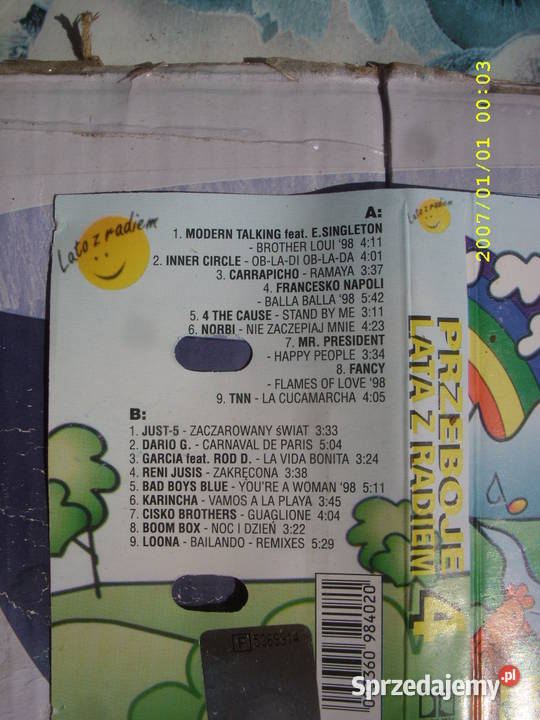 Lato z radiem
A:
1. MODERN TALKING feat. E.SINGLETON
- BROTHER LOUI '98 4:11
2. INNER CIRCLE - OB-LA-DI OB-LA-DA 4:01
3. CARRAPICHO - RAMAYA 3:37
4. FRANCESKO NAPOLI
- BALLA BALLA '98 5:42
5. 4 THE CAUSE - STAND BY ME 3:11
6. NORBI - NIE ZACZEPIAJ MNIE 4:23
7. MR. PRESIDENT
- HAPPY PEOPLE 3:34
8. FANCY
- FLAMES OF LOVE '98
9. TNN - LA CUCAMARCHA 4:05
B:
1. JUST-5 - ZACZAROWANY ŚWIAT 3:33
2. DARIO G. - CARNAVAL DE PARIS 5:04
3. GARCIA feat. ROD D. - LA VIDA BONITA 3:24
4. RENI JUSIS - ZAKRĘCONA 3:38
5. BAD BOYS BLUE - YOU'RE A WOMAN '98 5:11
6. KARINCHA - VAMOS A LA PLAYA 3:45
7. CISKO BROTHERS - GUAGLIONE 4:04
8. BOOM BOX - NOC I DZIEŃ 3:22
9. LOONA - BAILANDO - REMIXES 5:29
Lato z radiem
PRZEBOJE
LATA Z RADIEM 4
360 984020
2007/01/01 00:03
Sprzedajemy.pl